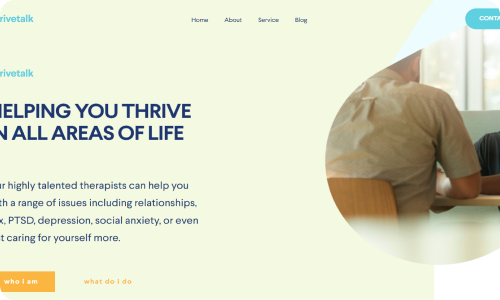 rivetalk
Home About Service Blog
CONTA
rivetalk
HELPING YOU THRIVE
N ALL AREAS OF LIFE
ur highly talented therapists can help you
th a range of issues including relationships,
x, PTSD, depression, social anxiety, or even
t caring for yourself more.
who i am what do i do